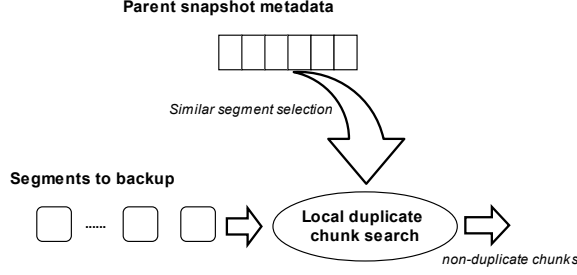 Parent snapshot metadata
Similar segment selection
Segments to backup
......
Local duplicate
chunk search
non-duplicate chunks